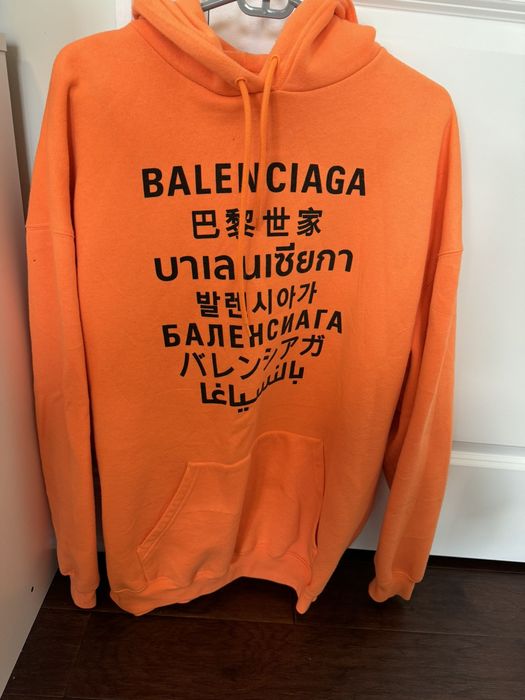 BALENCIAGA
巴黎世家
บาเลนเซียกา
발렌시아가
БАЛЕНСИАГА
バレンシアガ
بالنسياغا